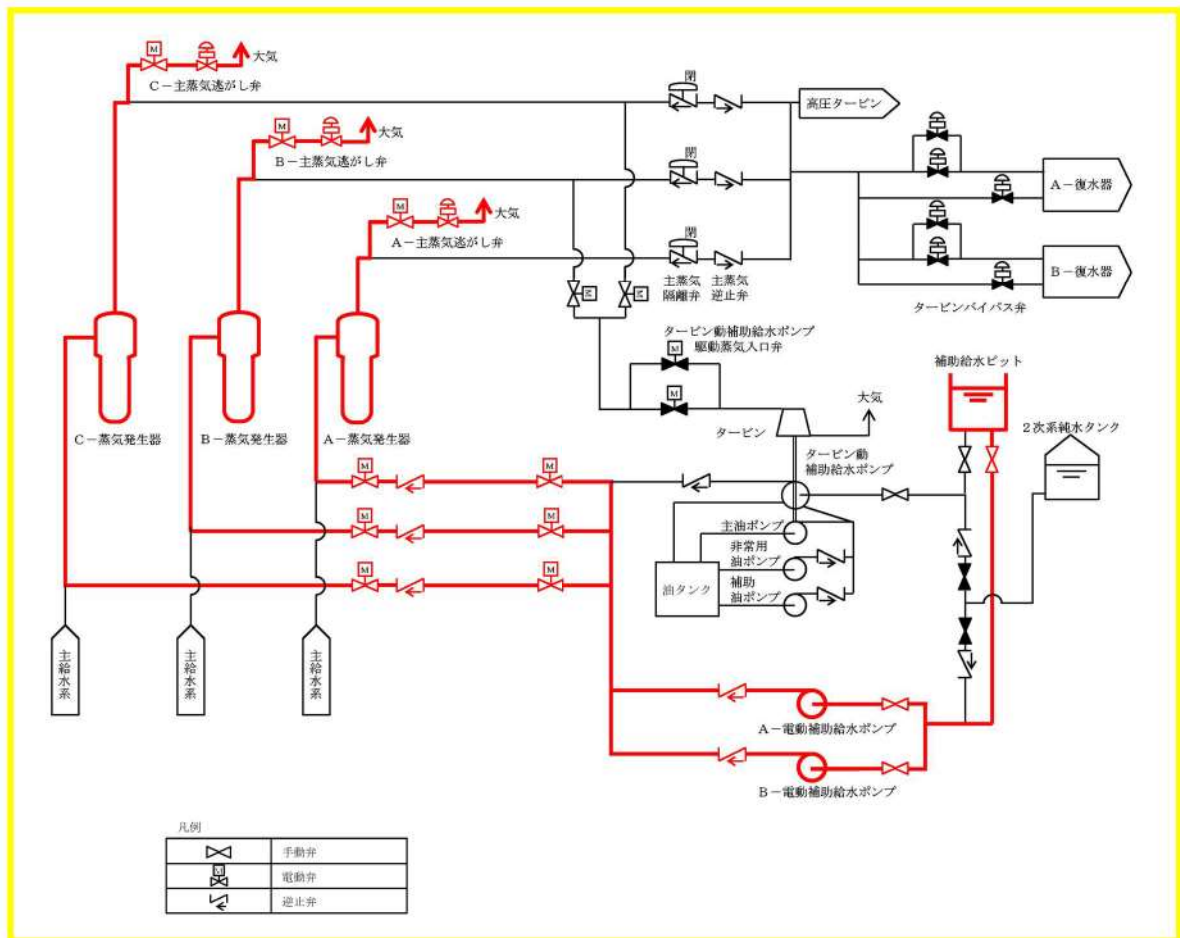 M
大気
C－主蒸気逃がし弁
閉
高圧タービン
M
大気
B－主蒸気逃がし弁
閉
A－復水器
M
大気
A－主蒸気逃がし弁
閉
主蒸気
隔離弁
主蒸気
逆止弁
B－復水器
タービンバイパス弁
M
M
タービン動補助給水ポンプ
駆動蒸気入口弁
M
M
補助給水ピット
大気
タービン
2次系純水タンク
C－蒸気発生器
B－蒸気発生器
A－蒸気発生器
タービン動
補助給水ポンプ
M
M
M
M
M
M
主油ポンプ
非常用
油ポンプ
補助
油ポンプ
油タンク
主給水系
主給水系
主給水系
A－電動補助給水ポンプ
B－電動補助給水ポンプ
凡例
手動弁
M
電動弁
逆止弁